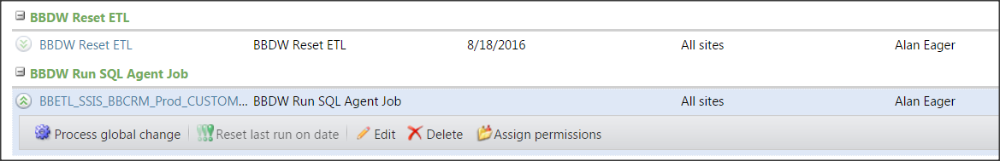 BBDW Reset ETL
BBDW Reset ETL BBDW Reset ETL 8/18/2016 All sites Alan Eager
BBDW Run SQL Agent Job
BBETL_SSIS_BBCRM_Prod_CUSTOM... BBDW Run SQL Agent Job All sites Alan Eager
Process global change Reset last run on date Edit Delete Assign permissions